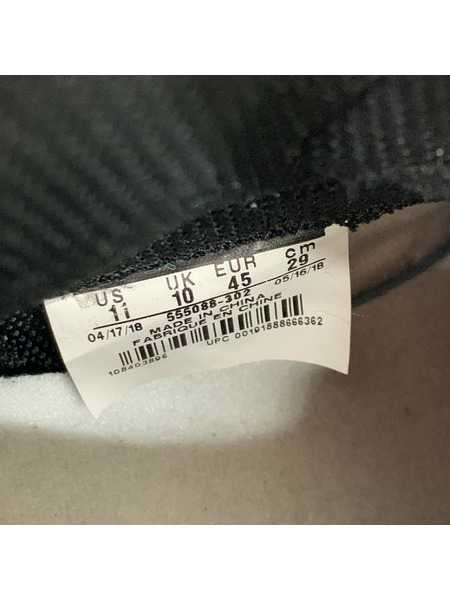 US UK EUR cm
11 10 45 29
04/17/18 555088-302 05/16/18
MADE IN CHINA
FABRIQUE EN CHINE
108403896 UPC 00191888666362